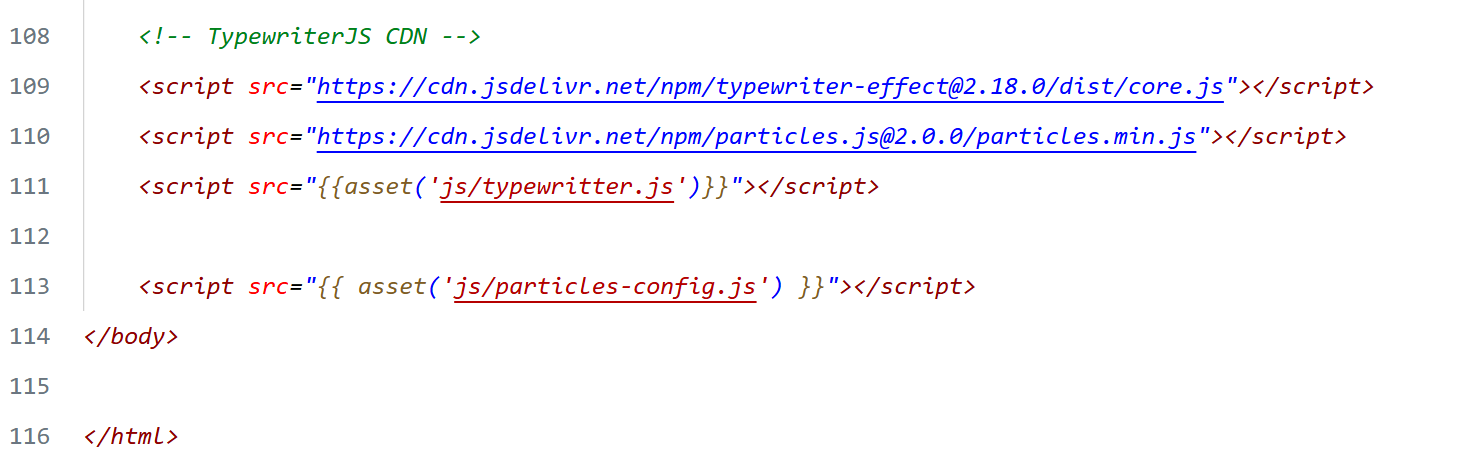 108 <!-- TypewriterJS CDN -->
109 <script src="https://cdn.jsdelivr.net/npm/typewriter-effect@2.18.0/dist/core.js"></script>
110 <script src="https://cdn.jsdelivr.net/npm/particles.js@2.0.0/particles.min.js"></script>
111 <script src="{{asset('js/typewritter.js')}}"></script>
112
113 <script src="{{ asset('js/particles-config.js') }}"></script>
114 </body>
115
116 </html>